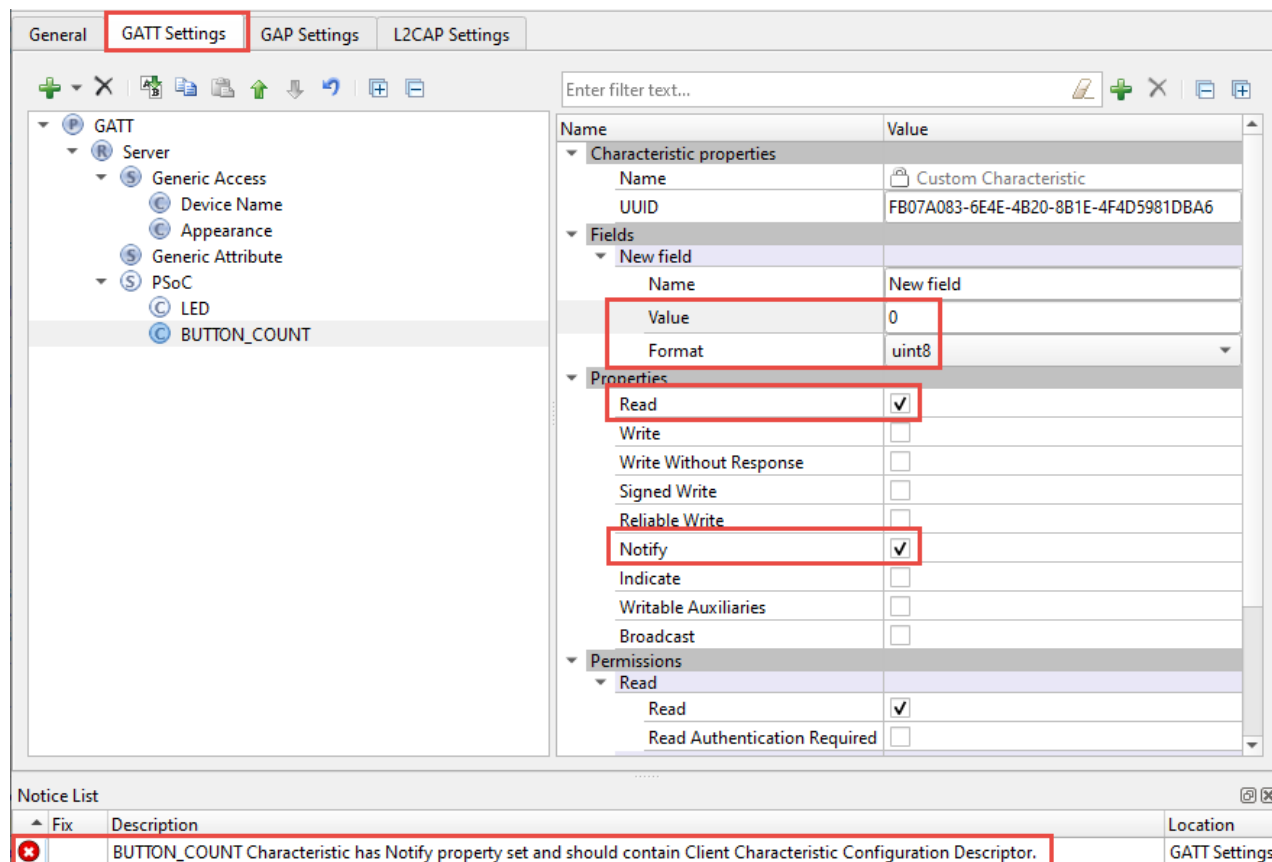 General GATT Settings GAP Settings L2CAP Settings
Enter filter text...
GATT
Server
Generic Access
Device Name
Appearance
Generic Attribute
PSoC
LED
BUTTON_COUNT
Name Value
Characteristic properties
Name Custom Characteristic
UUID FB07A083-6E4E-4B20-8B1E-4F4D5981DBA6
Fields
New field
Name New field
Value 0
Format uint8
Properties
Read
Write
Write Without Response
Signed Write
Reliable Write
Notify
Indicate
Writable Auxiliaries
Broadcast
Permissions
Read
Read
Read Authentication Required
Notice List
Fix Description Location
BUTTON_COUNT Characteristic has Notify property set and should contain Client Characteristic Configuration Descriptor. GATT Settings